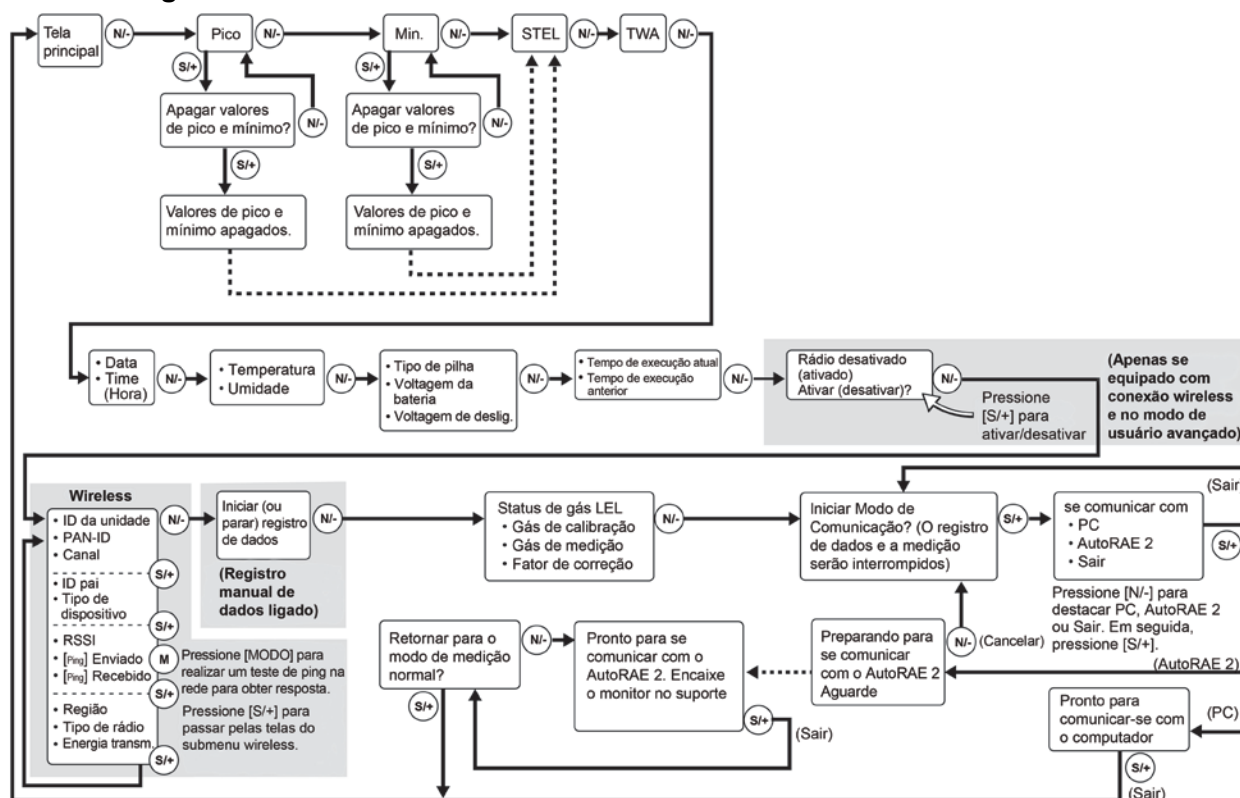 Tela
principal
N/-
Pico
N/-
Min.
N/-
STEL
N/-
TWA
N/-
S/+
S/+
Apagar valores
de pico e mínimo?
N/-
Apagar valores
de pico e mínimo?
N/-
S/+
S/+
Valores de pico e
mínimo apagados.
Valores de pico e
mínimo apagados.
• Data
• Time
(Hora)
N/-
• Temperatura
• Umidade
N/-
• Tipo de pilha
• Voltagem da
bateria
• Voltagem de deslig.
N/-
• Tempo de execução atual
• Tempo de execução
anterior
N/-
Rádio desativado
(ativado)
Ativar (desativar)?
N/-
Pressione
[S/+] para
ativar/desativar
(Apenas se
equipado com
conexão wireless
e no modo de
usuário avançado)
Wireless
• ID da unidade
• PAN-ID
• Canal
N/-
S/+
• ID pai
• Tipo de
dispositivo
S/+
• RSSI
• [Ping] Enviado
• [Ping] Recebido
M
Pressione [MODO] para
realizar um teste de ping na
rede para obter resposta.
S/+
• Região
• Tipo de rádio
• Energia transm.
Pressione [S/+] para
passar pelas telas do
submenu wireless.
S/+
Iniciar (ou
parar) registro
de dados
N/-
(Registro
manual de
dados ligado)
Status de gás LEL
• Gás de calibração
• Gás de medição
• Fator de correção
N/-
Iniciar Modo de
Comunicação? (O registro
de dados e a medição
serão interrompidos)
S/+
se comunicar com
• PC
• AutoRAE 2
• Sair
(Sair)
S/+
Pressione [N/-] para
destacar PC, AutoRAE 2
ou Sair. Em seguida,
pressione [S/+].
(AutoRAE 2)
Retornar para o
modo de medição
normal?
N/-
S/+
Pronto para se
comunicar com o
AutoRAE 2. Encaixe
o monitor no suporte
S/+
(Sair)
Preparando para
se comunicar
com o AutoRAE 2
Aguarde
N/-
(Cancelar)
Pronto para
comunicar-se com
o computador
(PC)
S/+
(Sair)